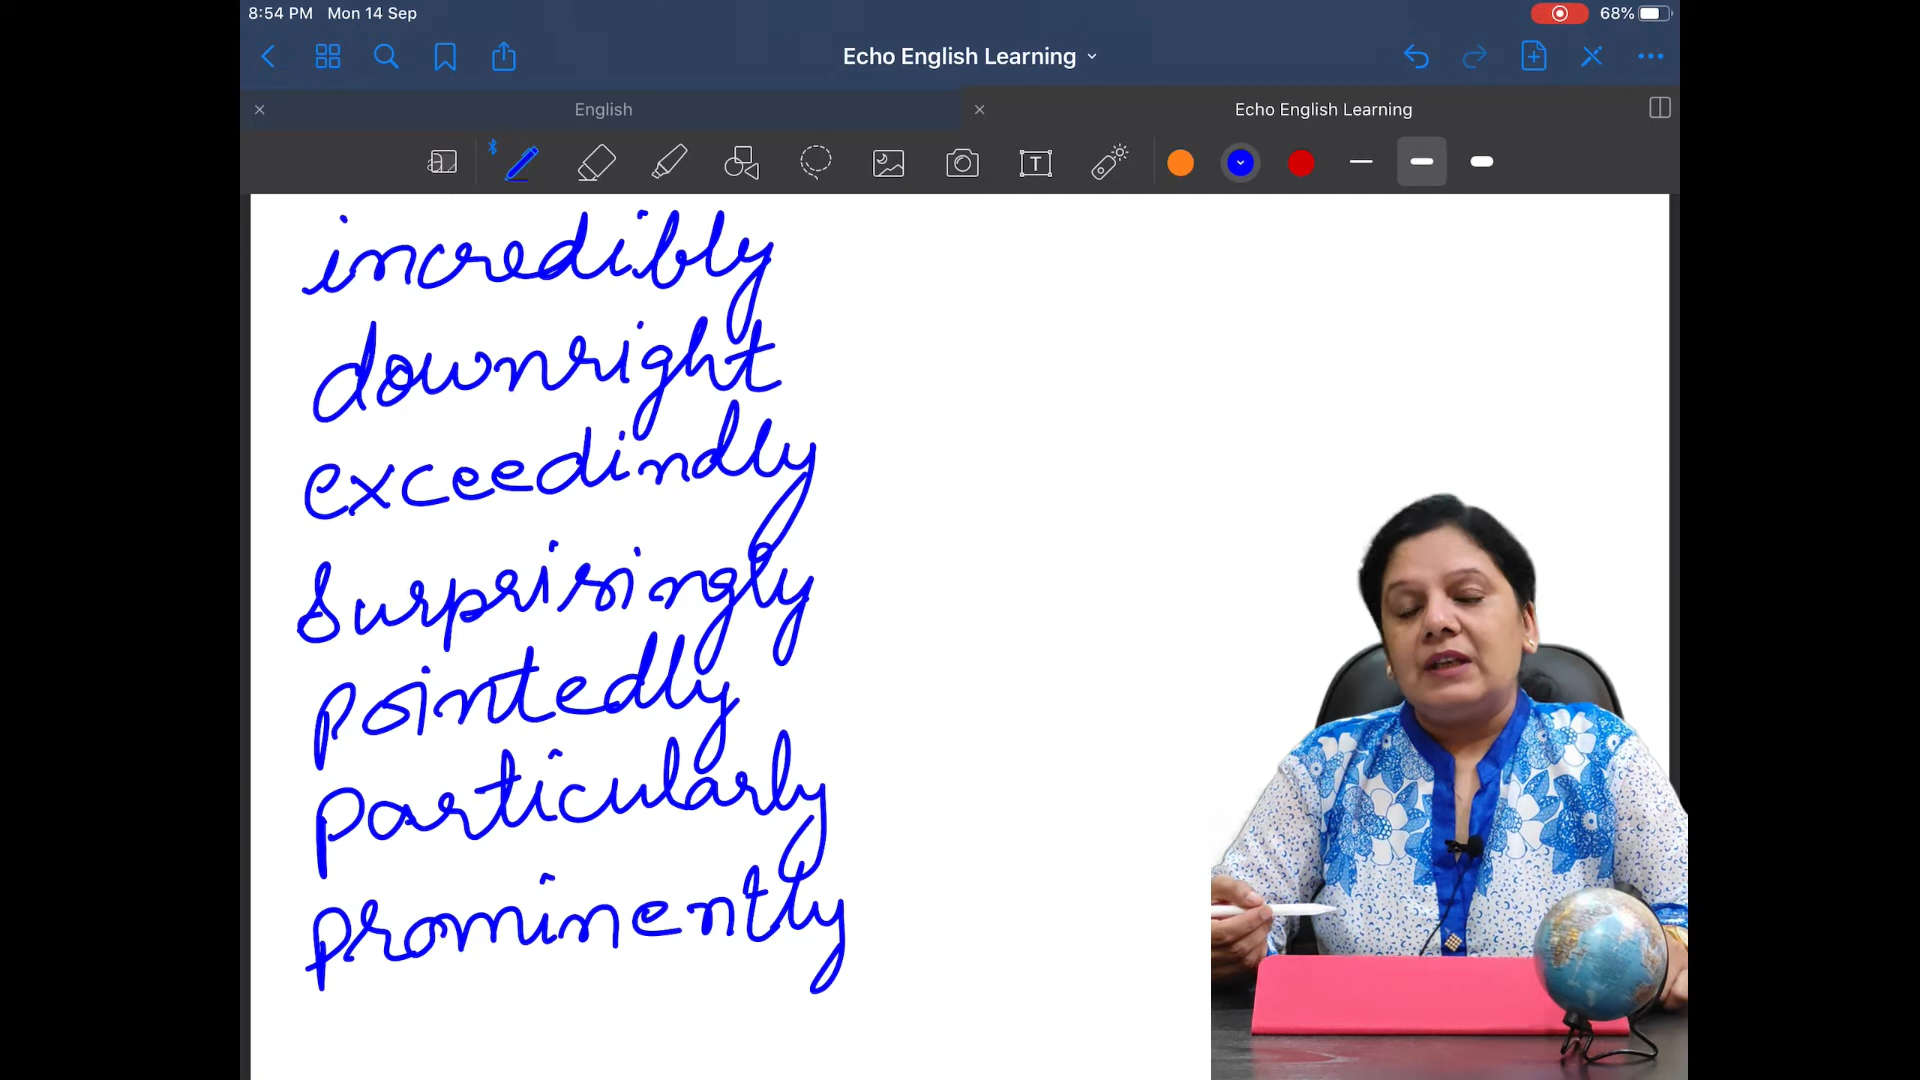 8:54 PM Mon 14 Sep
68%
Echo English Learning
English
Echo English Learning
T
incredibly
downright
exceedindly
Surprisingly
pointedly
particularly
prominently